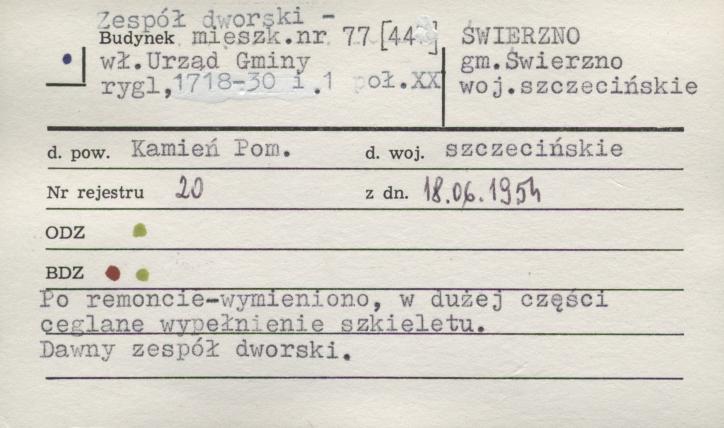 Zespół dworski -
Budynek mieszk.nr 77 [44] ŚWIERZNO
wł.Urząd Gminy gm.Świerzno
rygl,1718-30 i .1 poł.XX woj.szczecińskie
d. pow. Kamień Pom. d. woj. szczecińskie
Nr rejestru 20 z dn. 18.06.1954
ODZ
BDZ
Po remoncie-wymieniono, w dużej części
ceglane wypełnienie szkieletu.
Dawny zespół dworski.